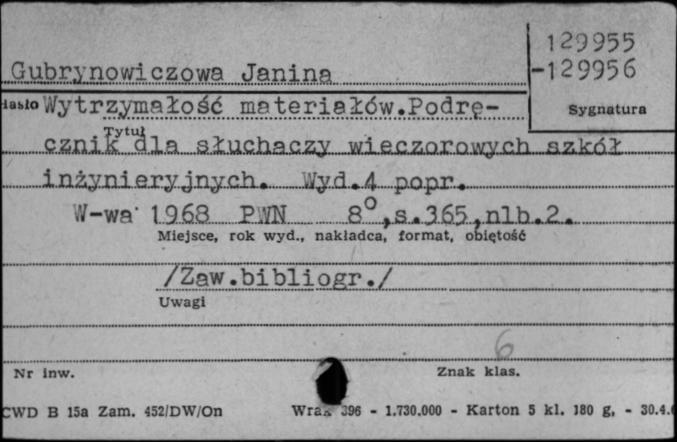 129955
-129956
Gubrynowiczowa Janina
Sygnatura
Hasło Wytrzymałość materiałów.Podrę-
Tytuł
cznik dla słuchaczy wieczorowych szkół
inżynieryjnych. Wyd.4 popr.
W-wa 1968 PWN 8°,s.365,nlb.2.
Miejsce, rok wyd., nakładca, format, objętość
/Zaw.bibliogr./
Uwagi
6
Nr inw. Znak klas.
CWD B 15a Zam. 452/DW/On 396 - 1.730.000 - Karton 5 kl. 180 g, - 30.4.